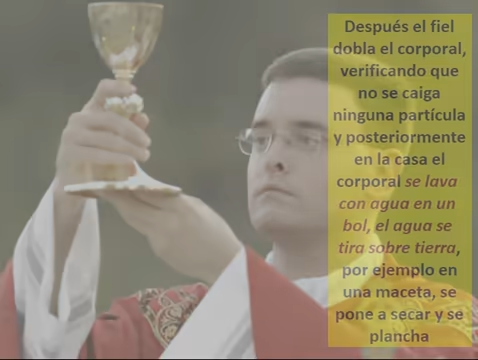 Después el fiel
dobla el corporal,
verificando que
no se caiga
ninguna partícula
y posteriormente
en la casa el
corporal se lava
con agua en un
bol, el agua se
tira sobre tierra,
por ejemplo en
una maceta, se
pone a secar y se
plancha